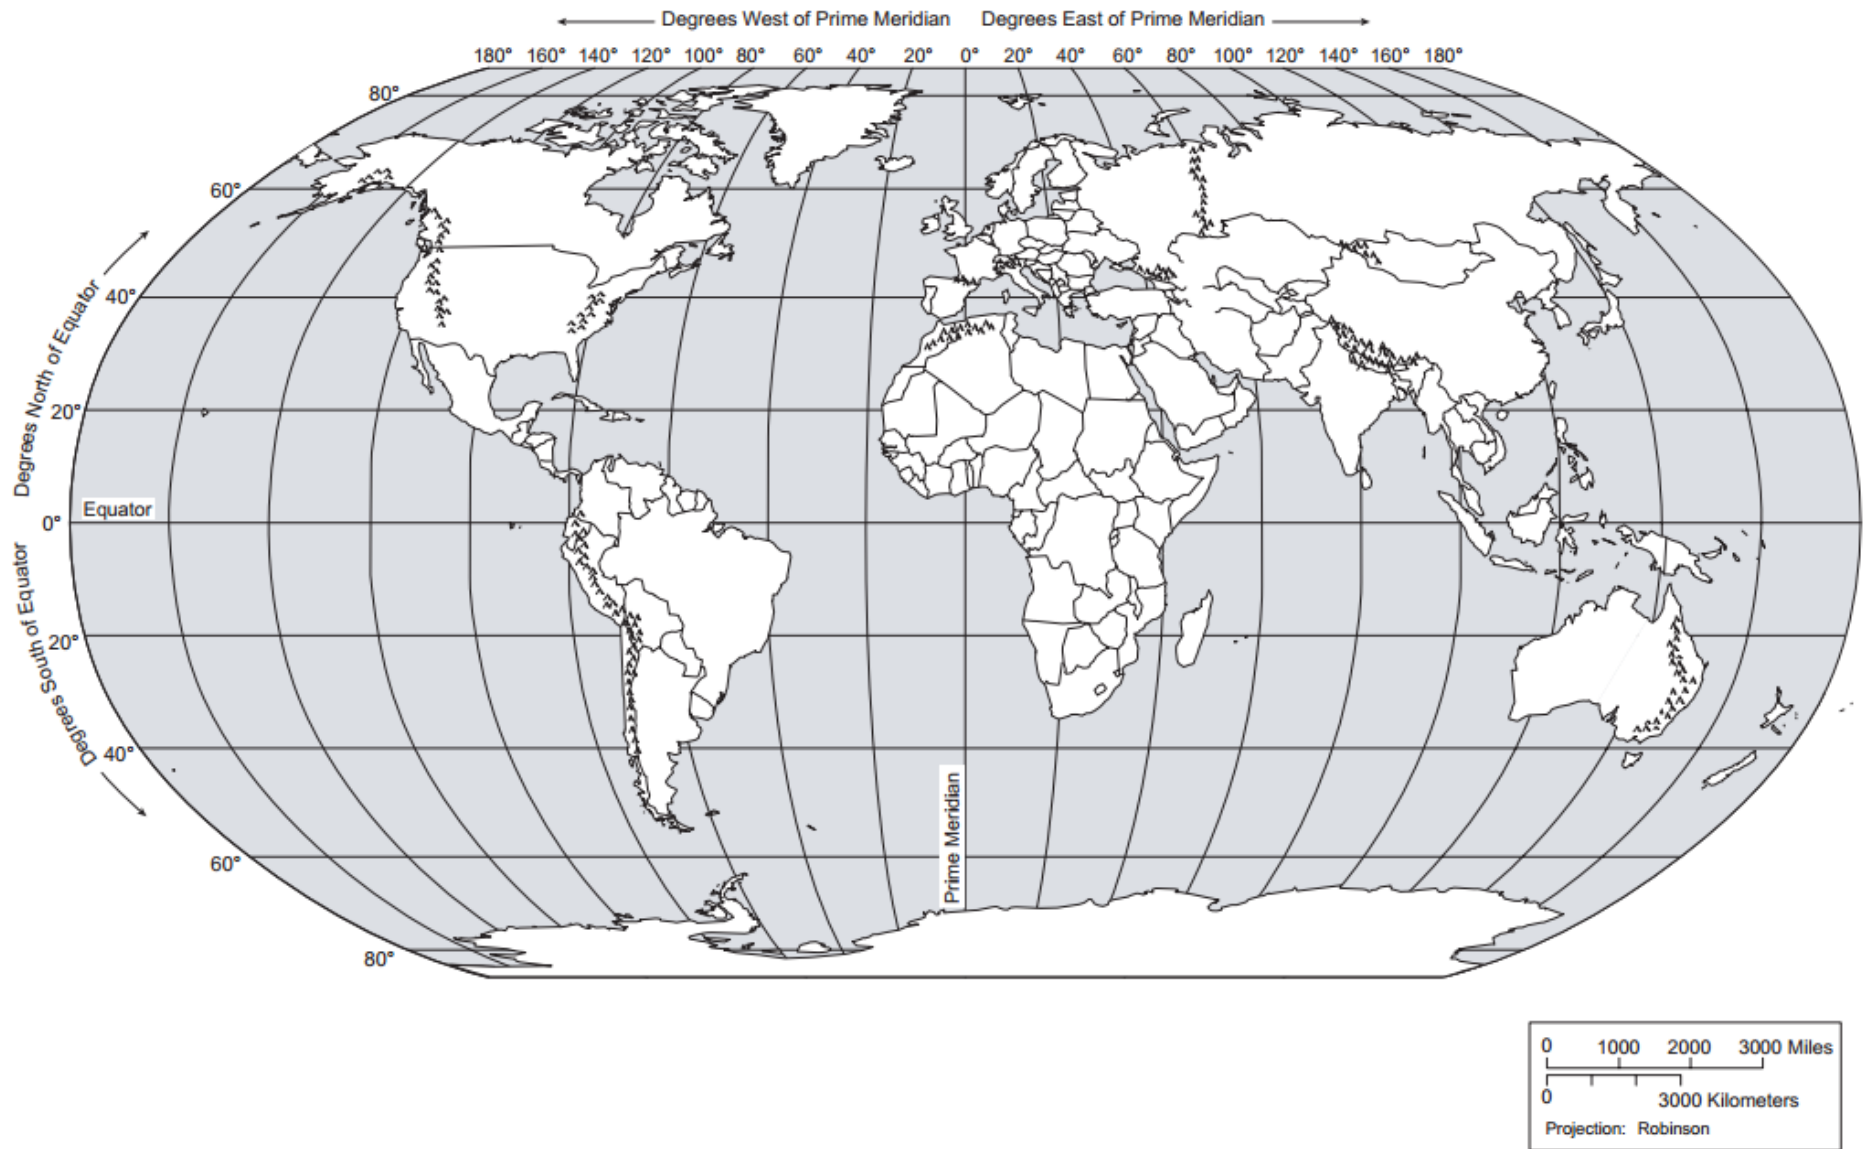 Degrees West of Prime Meridian Degrees East of Prime Meridian
180° 160° 140° 120° 100° 80° 60° 40° 20° 0° 20° 40° 60° 80° 100° 120° 140° 160° 180°
80°
60°
40°
20°
Degrees North of Equator
Equator
0°
Degrees South of Equator
20°
40°
Prime Meridian
60°
80°
0 1000 2000 3000 Miles
0 3000 Kilometers
Projection: Robinson